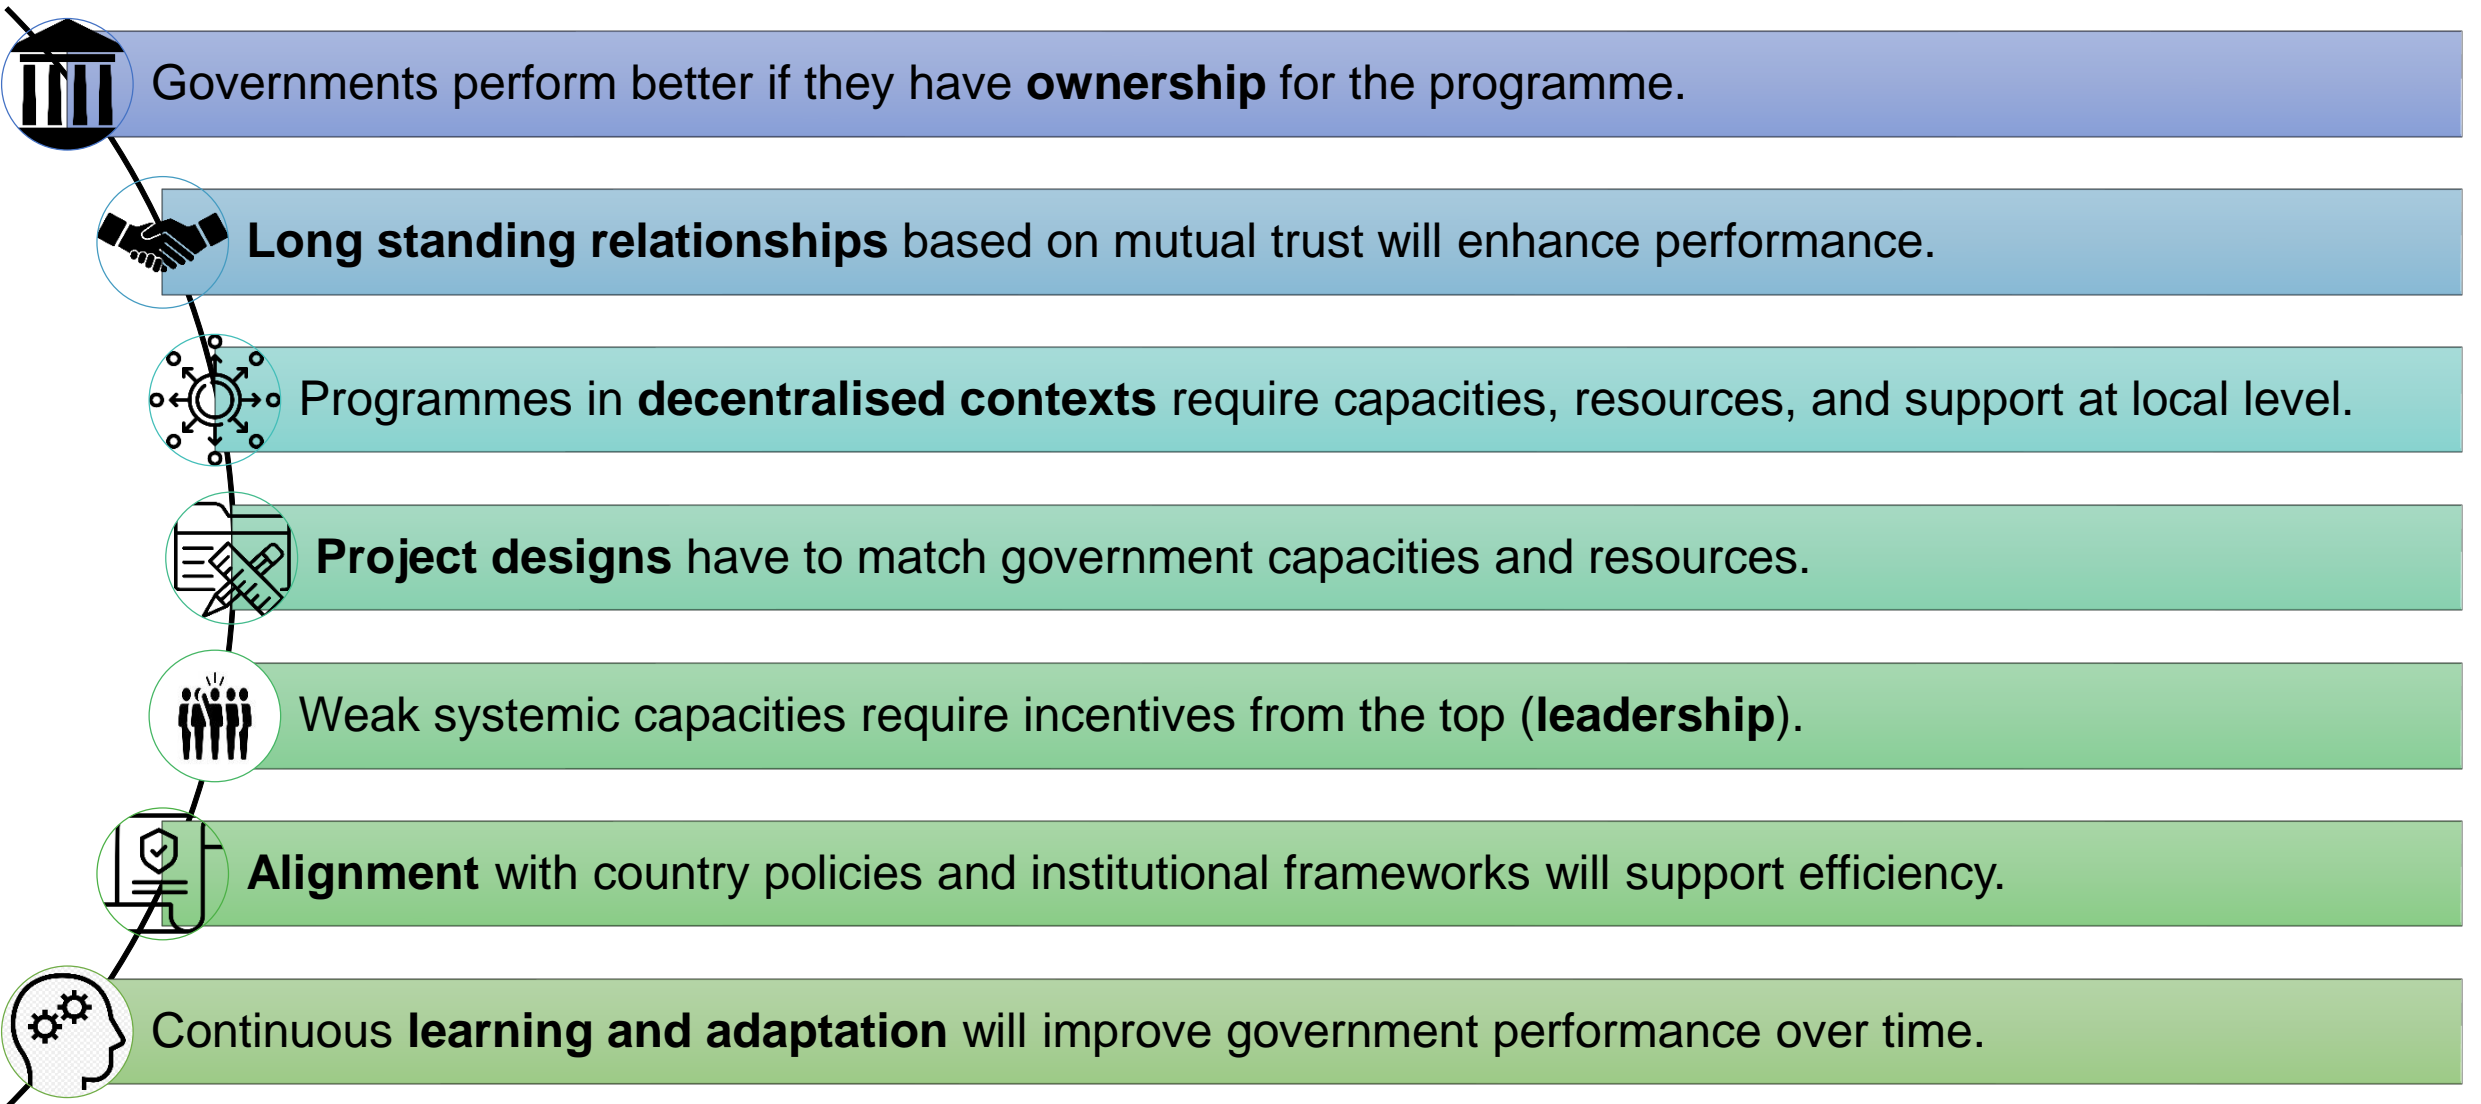 Governments perform better if they have ownership for the programme.
Long standing relationships based on mutual trust will enhance performance.
Programmes in decentralised contexts require capacities, resources, and support at local level.
Project designs have to match government capacities and resources.
Weak systemic capacities require incentives from the top (leadership).
Alignment with country policies and institutional frameworks will support efficiency.
Continuous learning and adaptation will improve government performance over time.